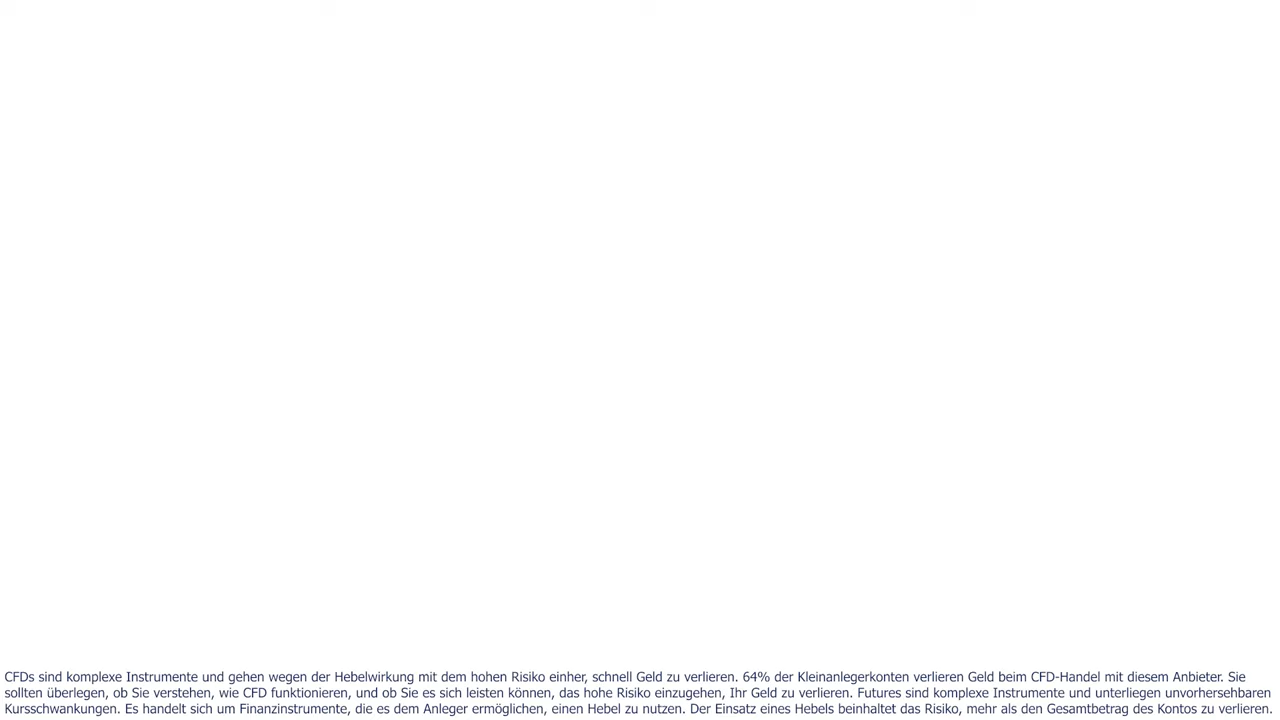 CFDs sind komplexe Instrumente und gehen wegen der Hebelwirkung mit dem hohen Risiko einher, schnell Geld zu verlieren. 64% der Kleinanlegerkonten verlieren Geld beim CFD-Handel mit diesem Anbieter. Sie
sollten überlegen, ob Sie verstehen, wie CFD funktionieren, und ob Sie es sich leisten können, das hohe Risiko einzugehen, Ihr Geld zu verlieren. Futures sind komplexe Instrumente und unterliegen unvorhersehbaren
Kursschwankungen. Es handelt sich um Finanzinstrumente, die es dem Anleger ermöglichen, einen Hebel zu nutzen. Der Einsatz eines Hebels beinhaltet das Risiko, mehr als den Gesamtbetrag des Kontos zu verlieren.